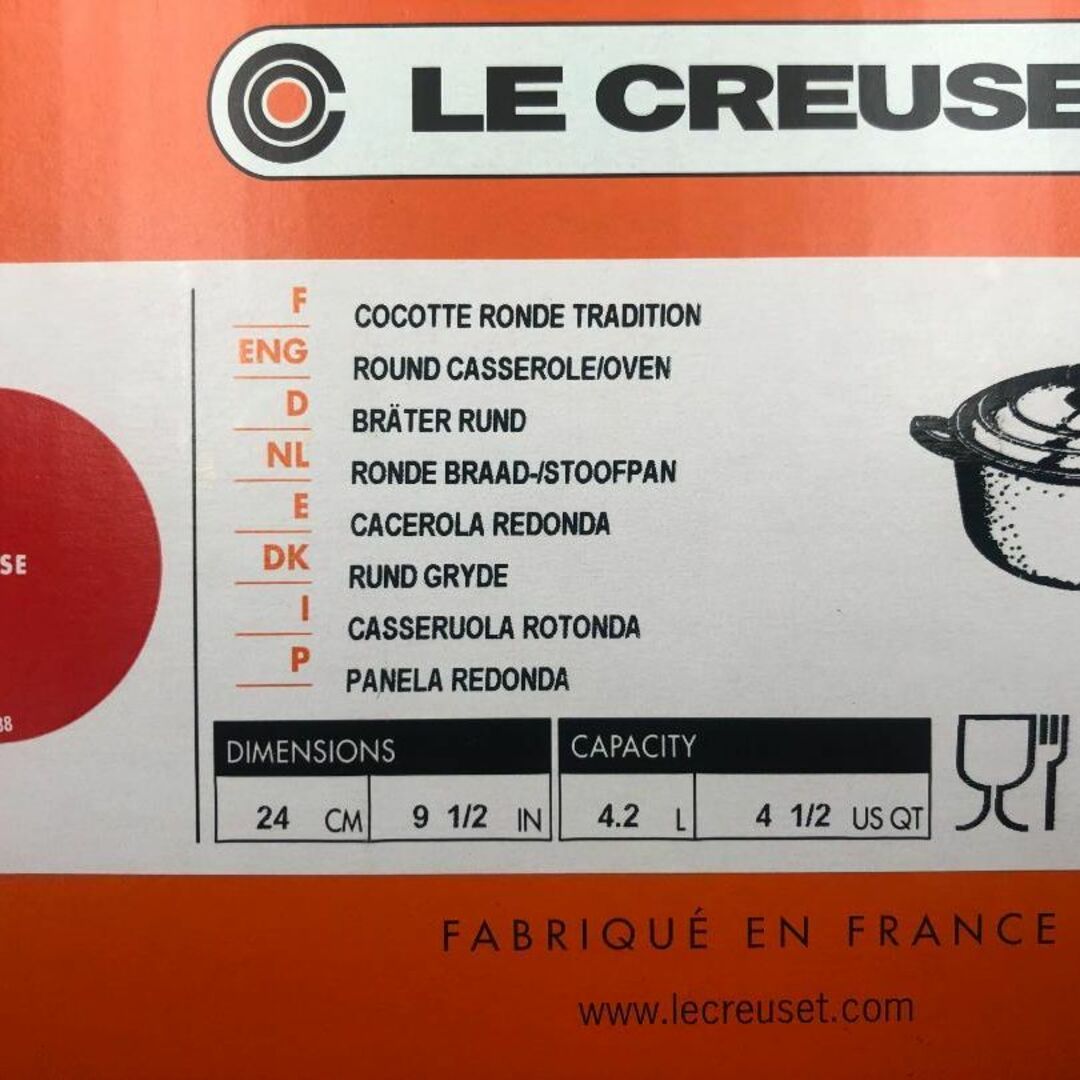 LE CREUSE
F COCOTTE RONDE TRADITION
ENG ROUND CASSEROLE/OVEN
D BRÄTER RUND
NL RONDE BRAAD-/STOOFPAN
E CACEROLA REDONDA
DK RUND GRYDE
I CASSERUOLA ROTONDA
P PANELA REDONDA
SE
38
DIMENSIONS CAPACITY
24 CM 9 1/2 IN 4.2 L 4 1/2 US QT
FABRIQUÉ EN FRANCE
www.lecreuset.com